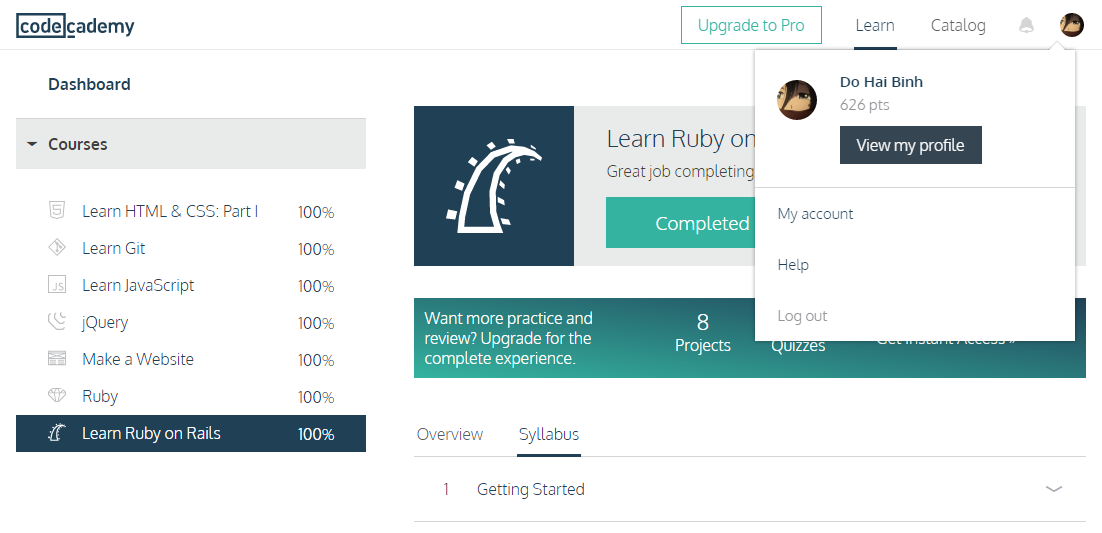 codecademy
Upgrade to Pro
Learn
Catalog
Do Hai Binh
626 pts
View my profile
My account
Help
Log out
Dashboard
Courses
Learn HTML & CSS: Part I 100%
Learn Git 100%
Learn JavaScript 100%
jQuery 100%
Make a Website 100%
Ruby 100%
Learn Ruby on Rails 100%
Learn Ruby on
Great job completing
Completed
Want more practice and
review? Upgrade for the
complete experience.
8
Projects
Quizzes
Get Instant Access »
Overview
Syllabus
1 Getting Started